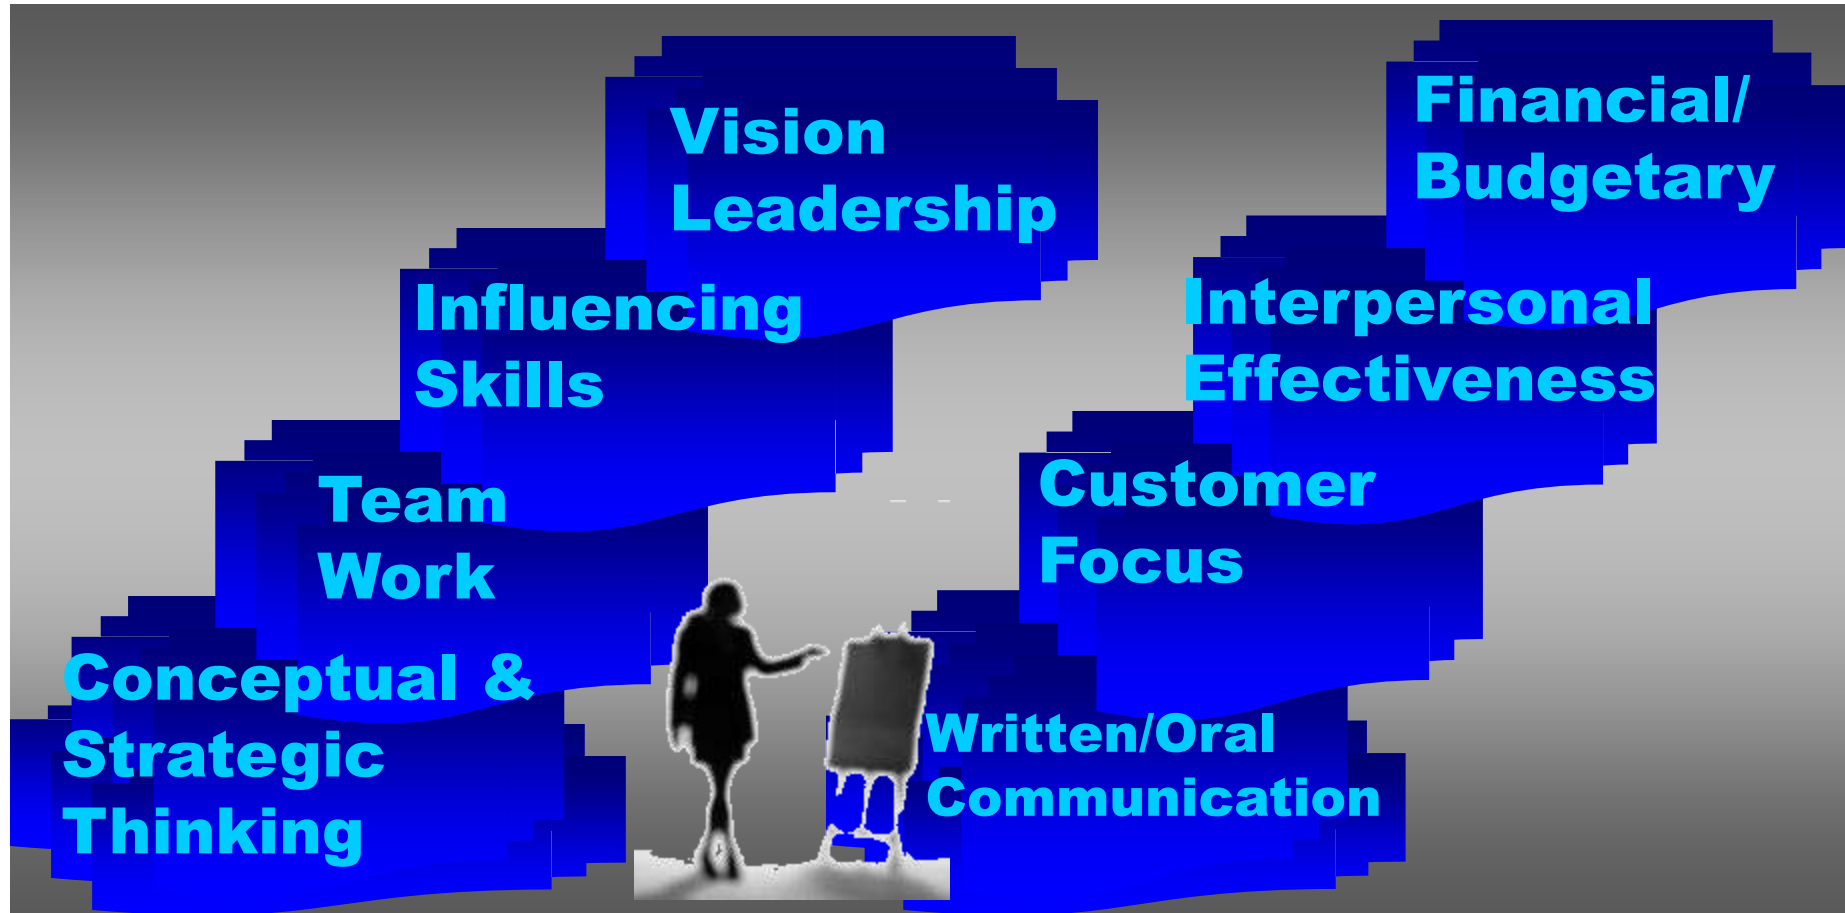 Vision
Leadership
Influencing
Skills
Team
Work
Conceptual &
Strategic
Thinking
Financial/
Budgetary
Interpersonal
Effectiveness
Customer
Focus
Written/Oral
Communication